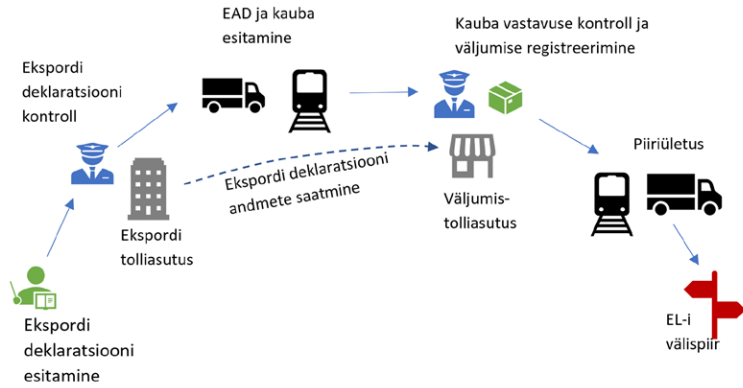 EAD ja kauba
esitamine
Kauba vastavuse kontroll ja
väljumise registreerimine
Ekspordi
deklaratsiooni
kontroll
Piiriületus
Ekspordi deklaratsiooni
andmete saatmine
Väljumis-
tolliasutus
Ekspordi
tolliasutus
Ekspordi
deklaratsiooni
esitamine
EL-i
välispiir